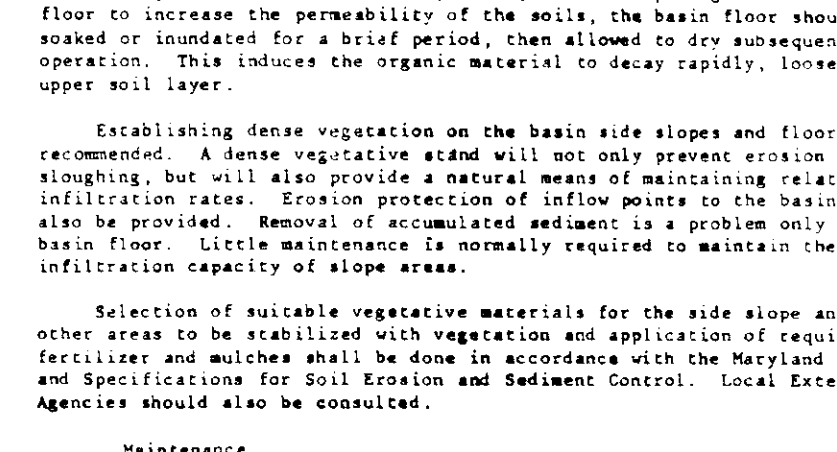 floor to increase the permeability of the soils, the basin floor shou
soaked or inundated for a brief period, then allowed to dry subsequen
operation. This induces the organic material to decay rapidly, loose
upper soil layer.
Establishing dense vegetation on the basin side slopes and floor
recommended. A dense vegetative stand will not only prevent erosion
sloughing, but will also provide a natural means of maintaining relat
infiltration rates. Erosion protection of inflow points to the basin
also be provided. Removal of accumulated sediment is a problem only
basin floor. Little maintenance is normally required to maintain the
infiltration capacity of slope areas.
Selection of suitable vegetative materials for the side slope an
other areas to be stabilized with vegetation and application of requi
fertilizer and mulches shall be done in accordance with the Maryland
and Specifications for Soil Erosion and Sediment Control. Local Exte
Agencies should also be consulted.
Maintenance